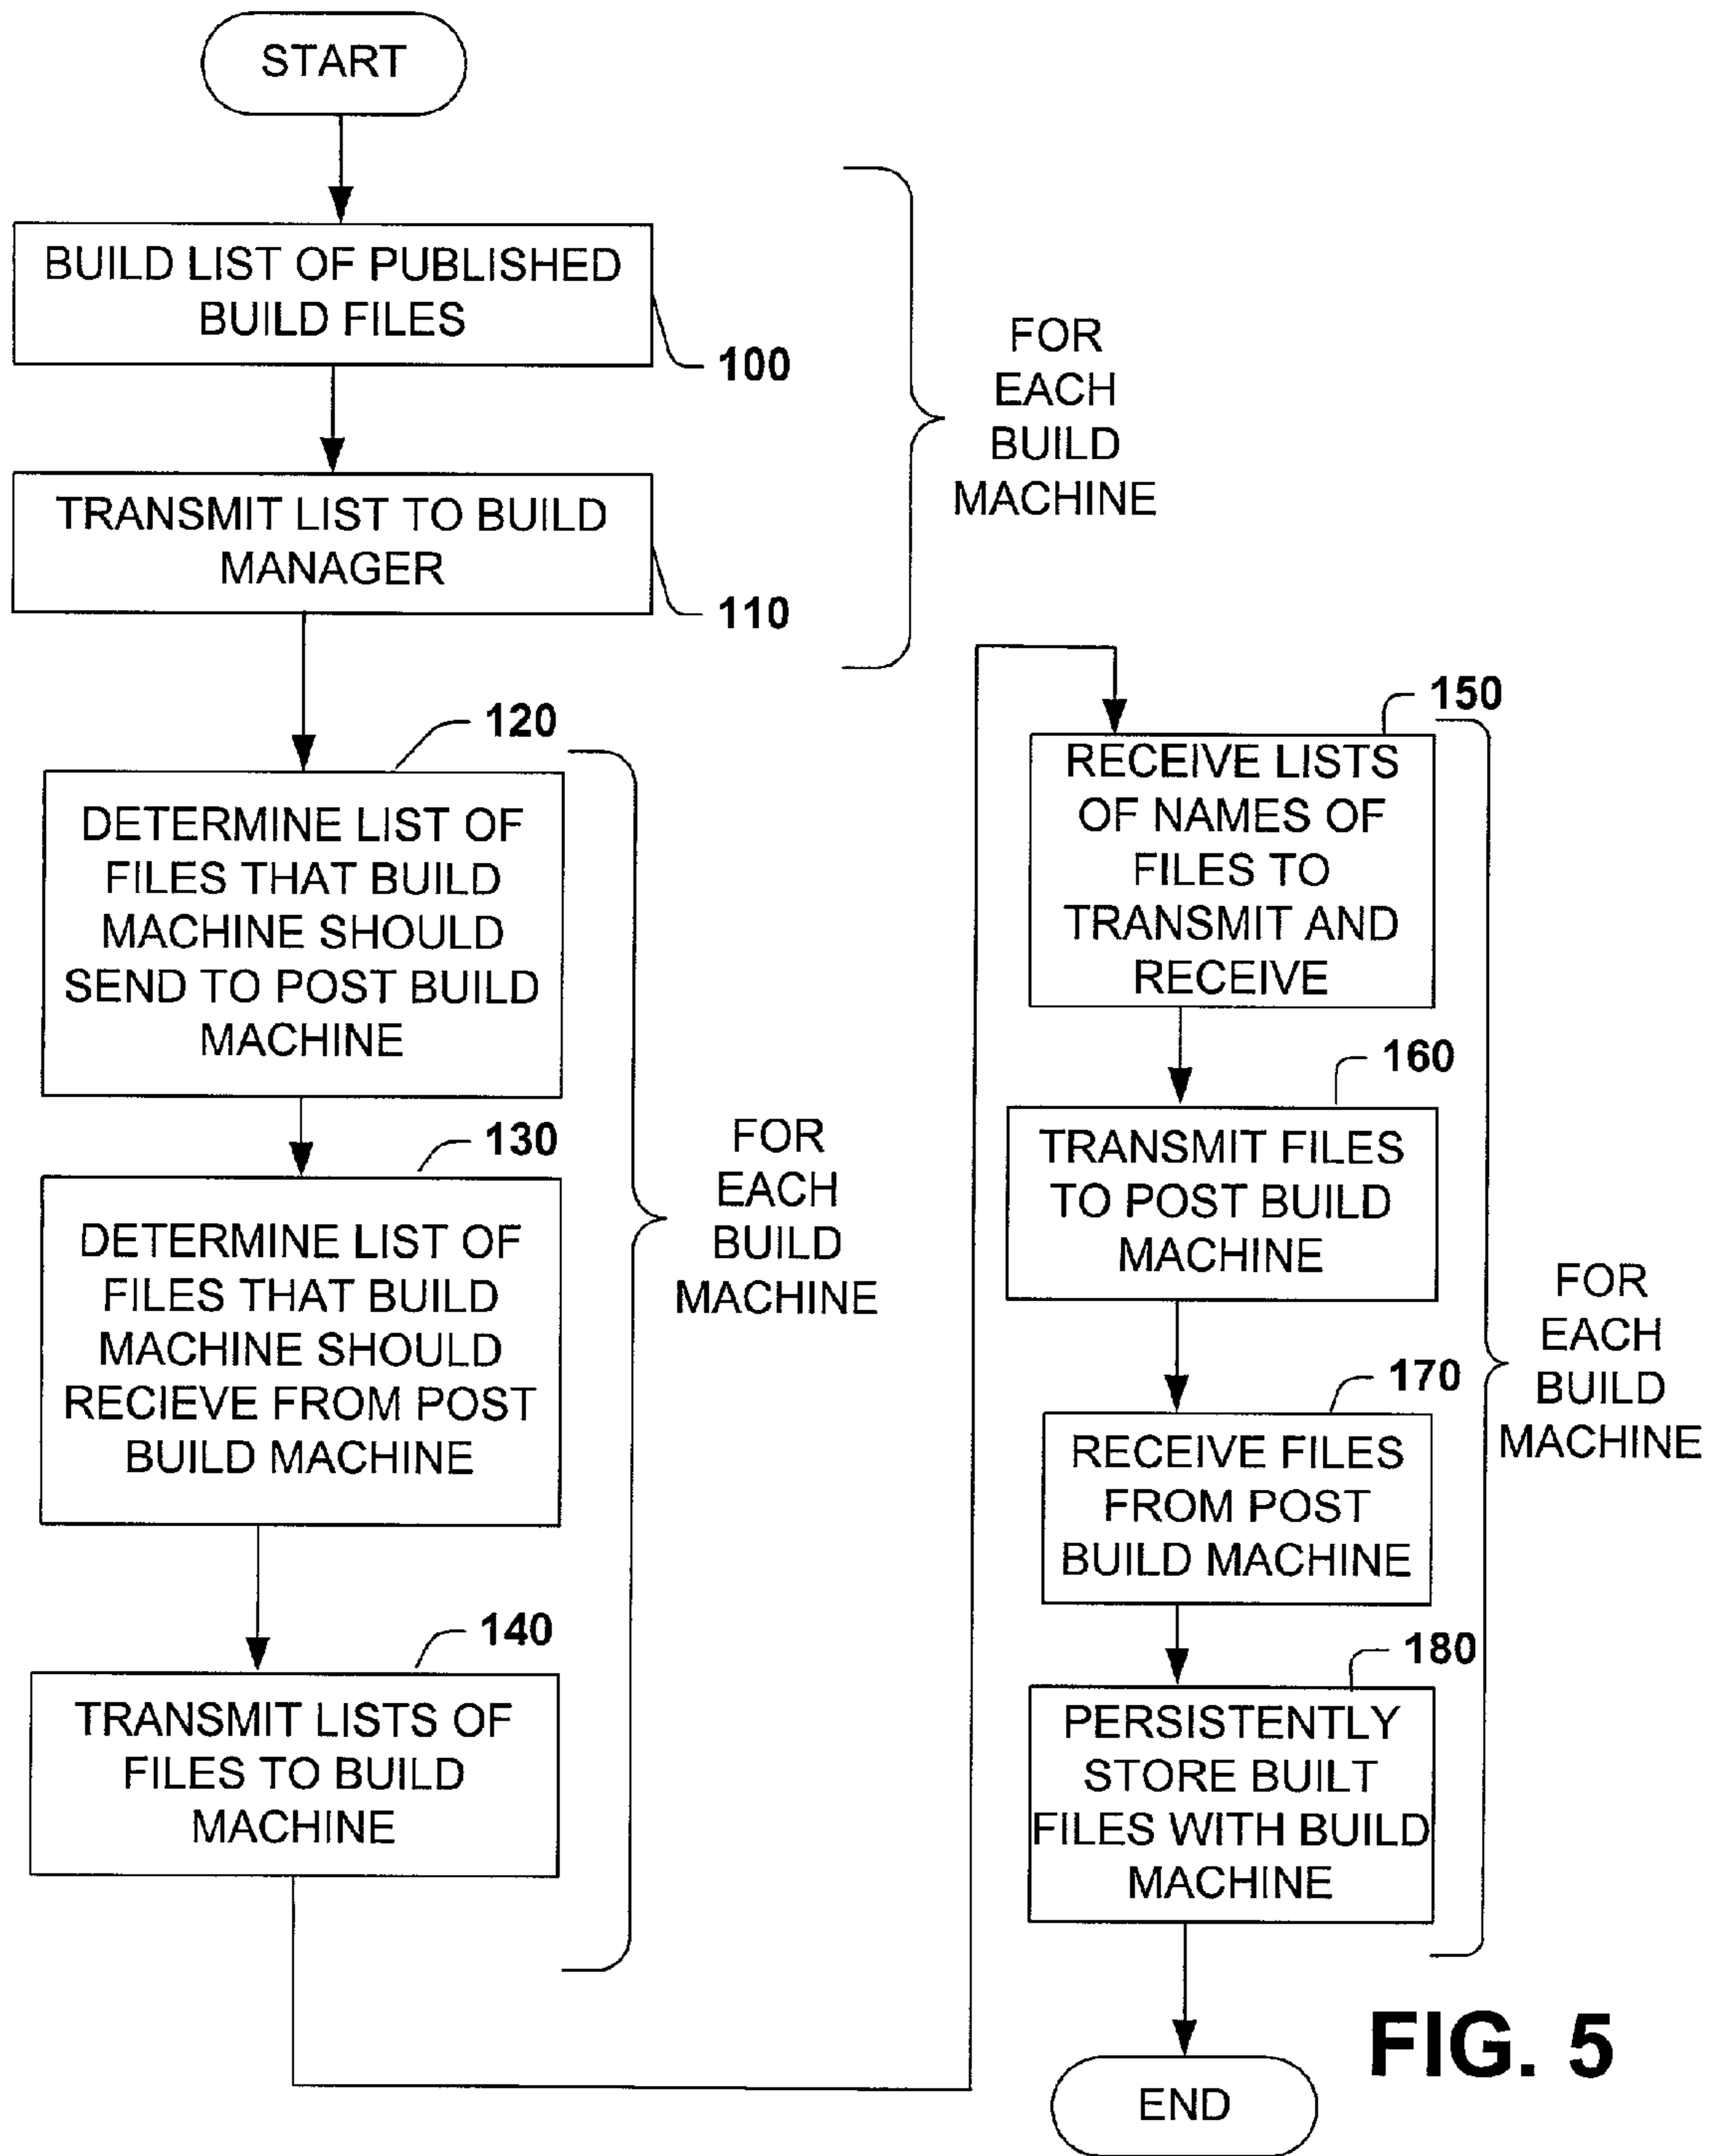 START
BUILD LIST OF PUBLISHED
BUILD FILES
100
TRANSMIT LIST TO BUILD
MANAGER
110
FOR
EACH
BUILD
MACHINE
120
DETERMINE LIST OF
FILES THAT BUILD
MACHINE SHOULD
SEND TO POST BUILD
MACHINE
130
DETERMINE LIST OF
FILES THAT BUILD
MACHINE SHOULD
RECIEVE FROM POST
BUILD MACHINE
140
TRANSMIT LISTS OF
FILES TO BUILD
MACHINE
FOR
EACH
BUILD
MACHINE
150
RECEIVE LISTS
OF NAMES OF
FILES TO
TRANSMIT AND
RECEIVE
160
TRANSMIT FILES
TO POST BUILD
MACHINE
170
RECEIVE FILES
FROM POST
BUILD MACHINE
180
PERSISTENTLY
STORE BUILT
FILES WITH BUILD
MACHINE
FOR
EACH
BUILD
MACHINE
END
FIG. 5